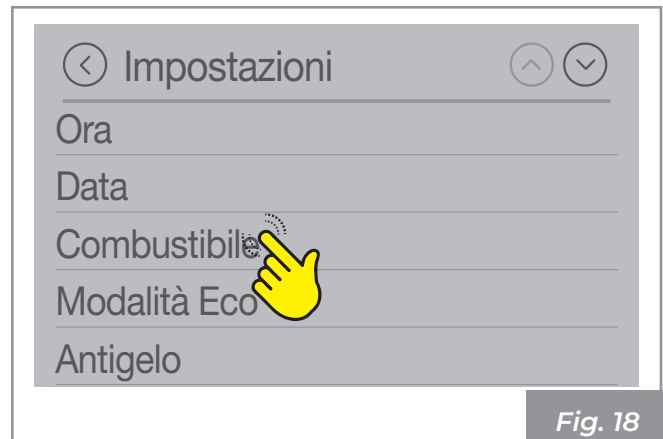 Impostazioni
Ora
Data
Combustibile
Modalità Eco
Antigelo
Fig. 18